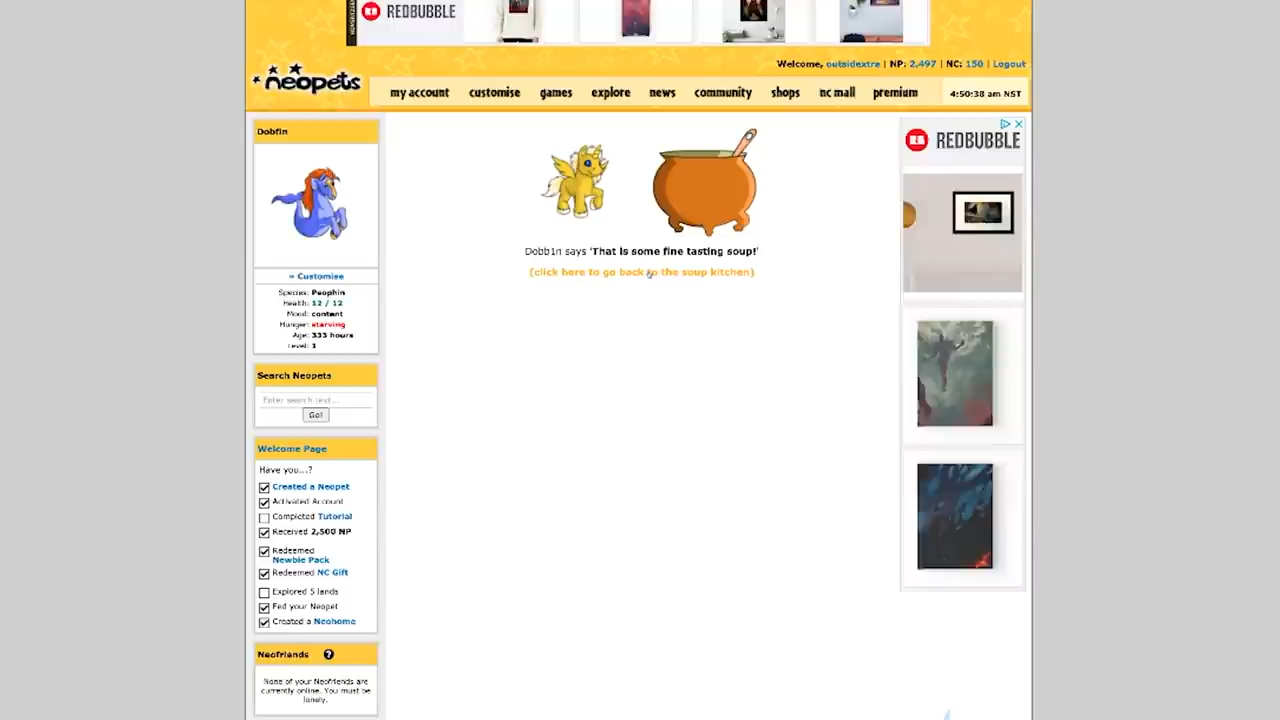 REDBUBBLE
Welcome, outsidextra | NP: 2,497 | NC: 150 | Logout
neopets
my account customise games explore news community shops nc mall premium 4:50:38 am NST
Dobfin
» Customise
Species: Peophin
Health: 12 / 12
Mood: content
Hunger: starving
Age: 333 hours
Level: 1
Search Neopets
Enter search text...
Go!
Welcome Page
Have you...?
Created a Neopet
Activated Account
Completed Tutorial
Received 2,500 NP
Redeemed
Newbie Pack
Redeemed NC Gift
Explored 5 lands
Fed your Neopet
Created a Neohome
Neofriends ?
None of your Neofriends are
currently online. You must be
lonely.
Dobb1n says 'That is some fine tasting soup!'
(click here to go back to the soup kitchen)
REDBUBBLE